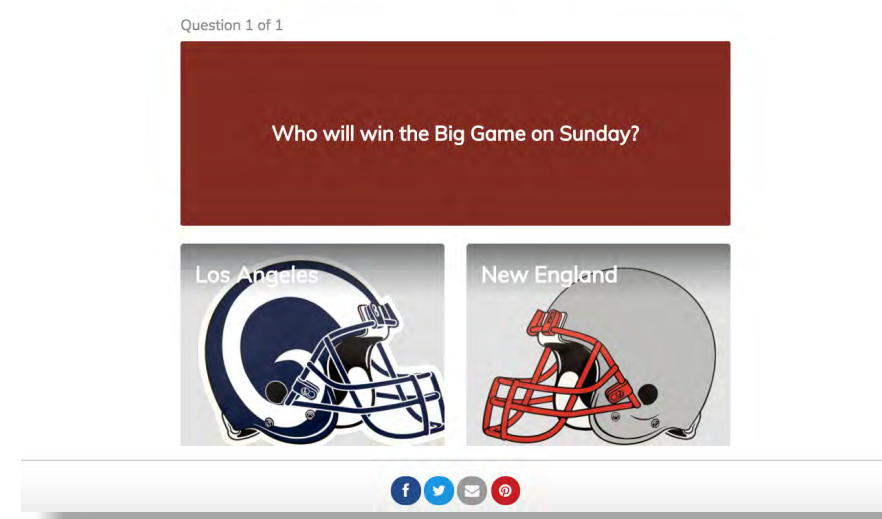 Question 1 of 1
Who will win the Big Game on Sunday?
Los Angeles
New England